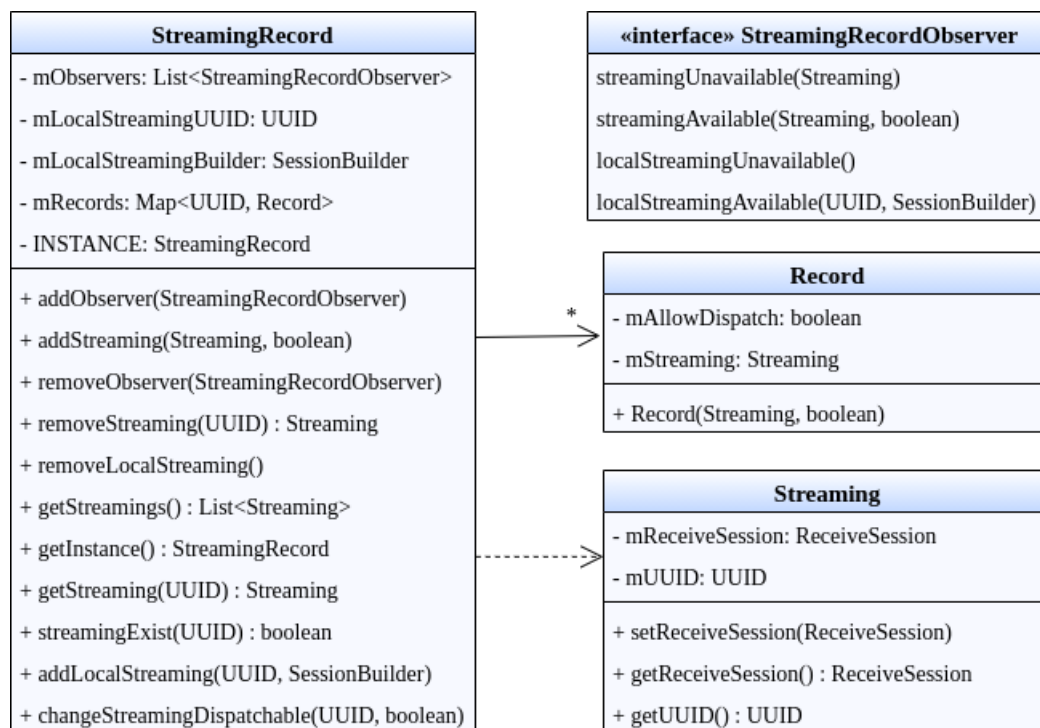 StreamingRecord
- mObservers: List<StreamingRecordObserver>
- mLocalStreamingUUID: UUID
- mLocalStreamingBuilder: SessionBuilder
- mRecords: Map<UUID, Record>
- INSTANCE: StreamingRecord
+ addObserver(StreamingRecordObserver)
+ addStreaming(Streaming, boolean)
+ removeObserver(StreamingRecordObserver)
+ removeStreaming(UUID) : Streaming
+ removeLocalStreaming()
+ getStreamings() : List<Streaming>
+ getInstance() : StreamingRecord
+ getStreaming(UUID) : Streaming
+ streamingExist(UUID) : boolean
+ addLocalStreaming(UUID, SessionBuilder)
+ changeStreamingDispatchable(UUID, boolean)
«interface» StreamingRecordObserver
streamingUnavailable(Streaming)
streamingAvailable(Streaming, boolean)
localStreamingUnavailable()
localStreamingAvailable(UUID, SessionBuilder)
*
Record
- mAllowDispatch: boolean
- mStreaming: Streaming
+ Record(Streaming, boolean)
Streaming
- mReceiveSession: ReceiveSession
- mUUID: UUID
+ setReceiveSession(ReceiveSession)
+ getReceiveSession() : ReceiveSession
+ getUUID() : UUID